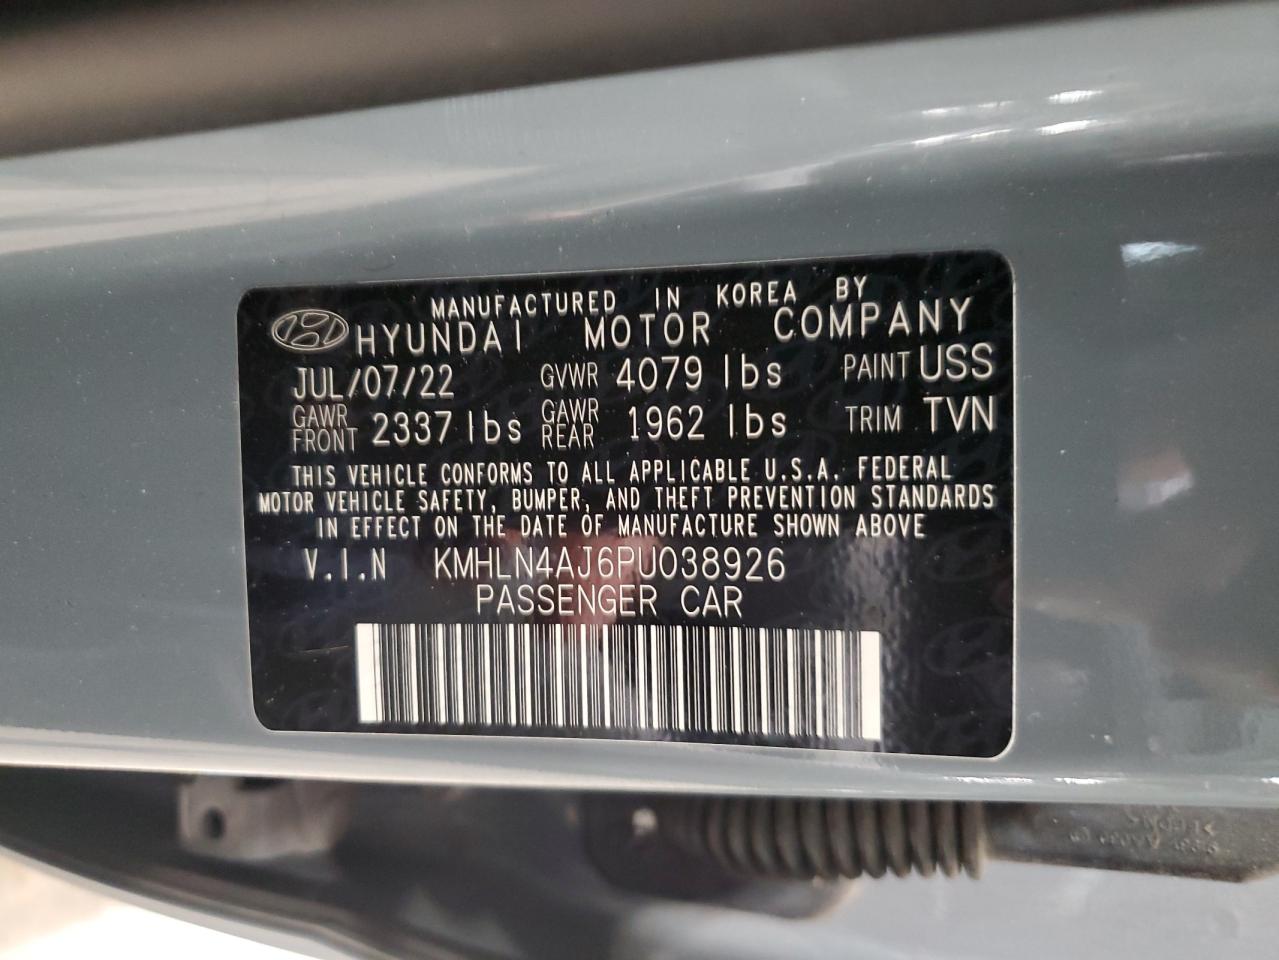 MANUFACTURED IN KOREA BY
HYUNDAI MOTOR COMPANY
JUL/07/22 GVWR 4079 lbs PAINT USS
GAWR FRONT 2337 lbs GAWR REAR 1962 lbs TRIM TVN
THIS VEHICLE CONFORMS TO ALL APPLICABLE U.S.A. FEDERAL
MOTOR VEHICLE SAFETY, BUMPER, AND THEFT PREVENTION STANDARDS
IN EFFECT ON THE DATE OF MANUFACTURE SHOWN ABOVE
V.I.N KMHLN4AJ6PU038926
PASSENGER CAR